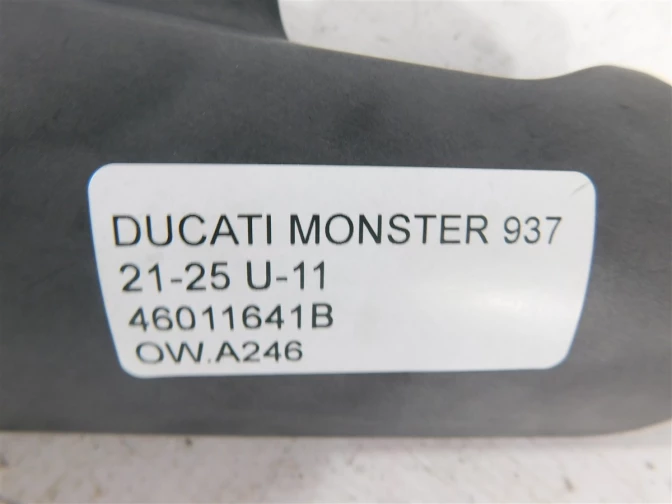 DUCATI MONSTER 937
21-25 U-11
46011641B
OW.A246